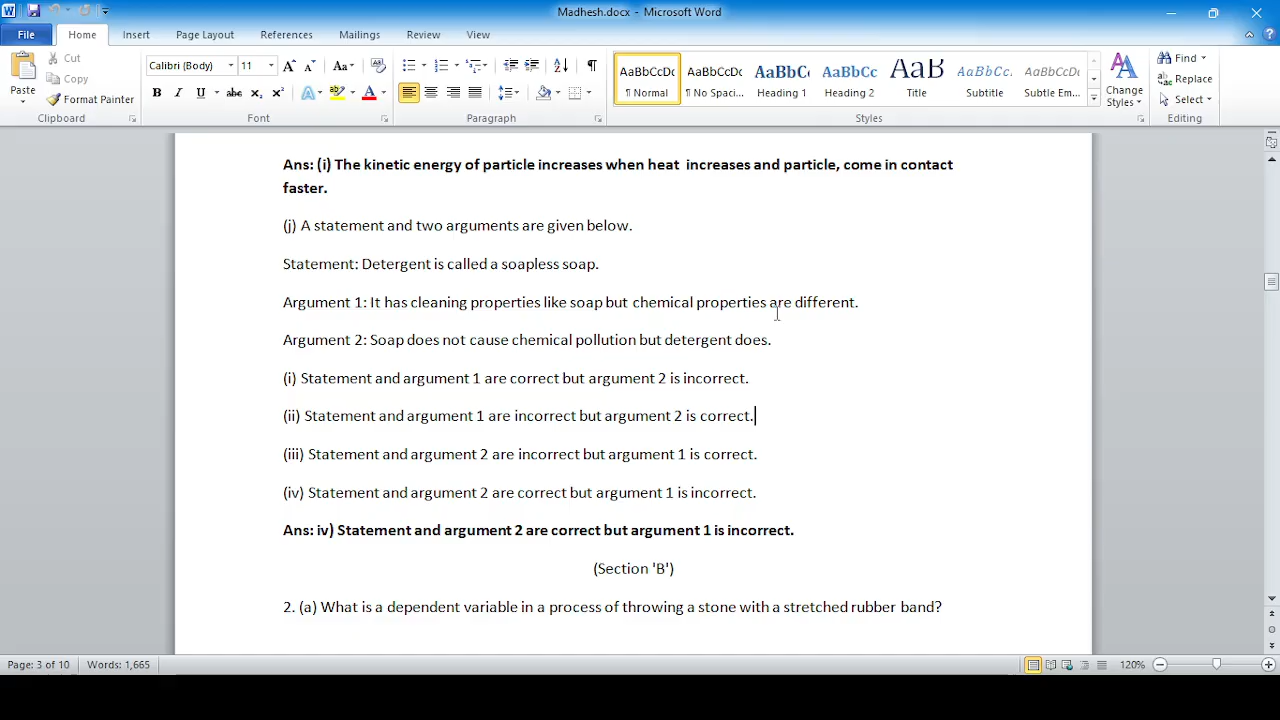 Madhesh.docx - Microsoft Word
File Home Insert Page Layout References Mailings Review View
Paste
Cut
Copy
Format Painter
Clipboard
Calibri (Body) 11
Font
Paragraph
AaBbCcDc AaBbCcDc AaBbC AaBbCc AaB AaBbCc. AaBbCcDc
¶ Normal ¶ No Spaci... Heading 1 Heading 2 Title Subtitle Subtle Em...
Change Styles
Styles
Find
Replace
Select
Editing
Ans: (i) The kinetic energy of particle increases when heat increases and particle, come in contact
faster.
(j) A statement and two arguments are given below.
Statement: Detergent is called a soapless soap.
Argument 1: It has cleaning properties like soap but chemical properties are different.
Argument 2: Soap does not cause chemical pollution but detergent does.
(i) Statement and argument 1 are correct but argument 2 is incorrect.
(ii) Statement and argument 1 are incorrect but argument 2 is correct.
(iii) Statement and argument 2 are incorrect but argument 1 is correct.
(iv) Statement and argument 2 are correct but argument 1 is incorrect.
Ans: iv) Statement and argument 2 are correct but argument 1 is incorrect.
(Section 'B')
2. (a) What is a dependent variable in a process of throwing a stone with a stretched rubber band?
Page: 3 of 10 Words: 1,665 120%